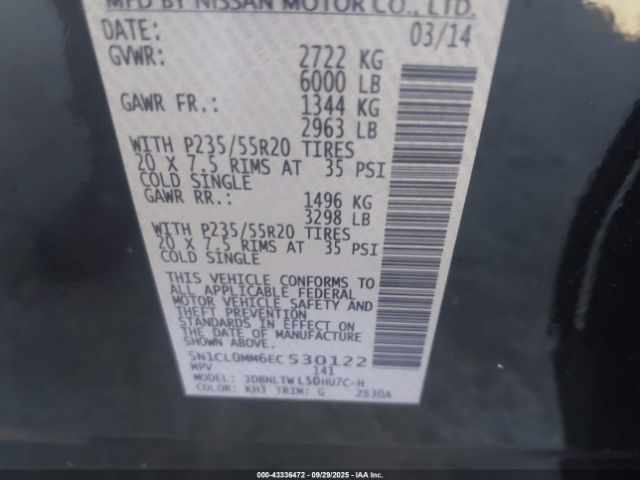 MFD BY NISSAN MOTOR CO., LTD.
DATE: 03/14
GVWR: 2722 KG
6000 LB
GAWR FR.: 1344 KG
2963 LB
WITH P235/55R20 TIRES
20 X 7.5 RIMS AT 35 PSI
COLD SINGLE
GAWR RR.: 1496 KG
3298 LB
WITH P235/55R20 TIRES
20 X 7.5 RIMS AT 35 PSI
COLD SINGLE
THIS VEHICLE CONFORMS TO
ALL APPLICABLE FEDERAL
MOTOR VEHICLE SAFETY AND
THEFT PREVENTION
STANDARDS IN EFFECT ON
THE DATE OF MANUFACTURE
SHOWN ABOVE.
5N1CL0MM6EC530122
MPV 141
MODEL: JDBNLTWL50HU7C-H
COLOR: KH3 TRIM: G 2S30A
000-43336472 - 09/29/2025 - IAA Inc.